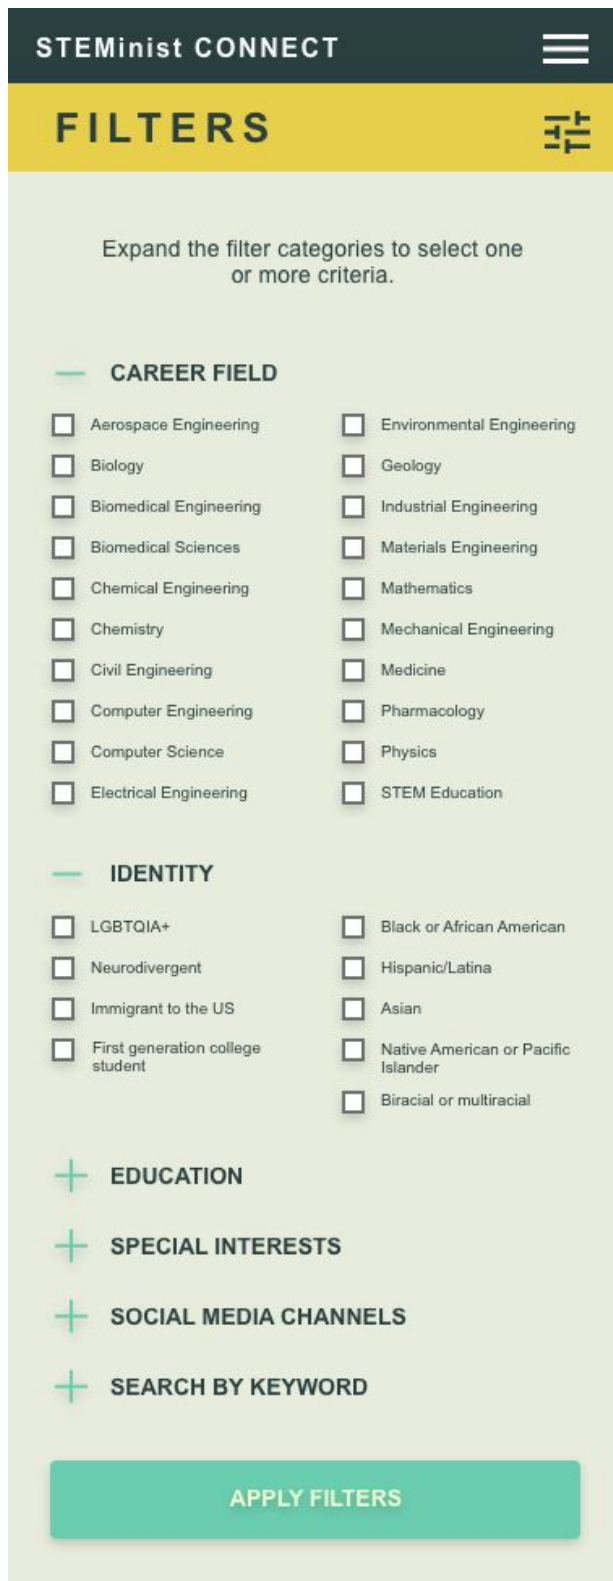 STEMinist CONNECT
FILTERS
Expand the filter categories to select one
or more criteria.
CAREER FIELD
Aerospace Engineering
Biology
Biomedical Engineering
Biomedical Sciences
Chemical Engineering
Chemistry
Civil Engineering
Computer Engineering
Computer Science
Electrical Engineering
Environmental Engineering
Geology
Industrial Engineering
Materials Engineering
Mathematics
Mechanical Engineering
Medicine
Pharmacology
Physics
STEM Education
IDENTITY
LGBTQIA+
Neurodivergent
Immigrant to the US
First generation college
student
Black or African American
Hispanic/Latina
Asian
Native American or Pacific
Islander
Biracial or multiracial
EDUCATION
SPECIAL INTERESTS
SOCIAL MEDIA CHANNELS
SEARCH BY KEYWORD
APPLY FILTERS